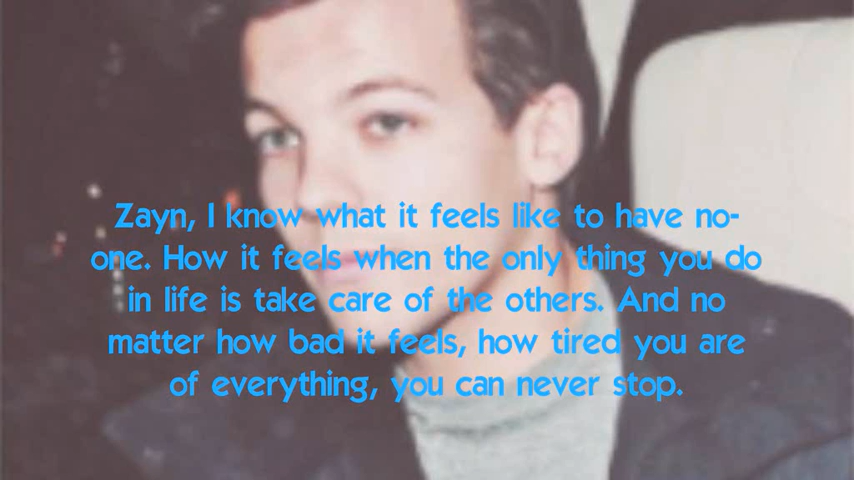 Zayn, I know what it feels like to have no-
one. How it feels when the only thing you do
in life is take care of the others. And no
matter how bad it feels, how tired you are
of everything, you can never stop.